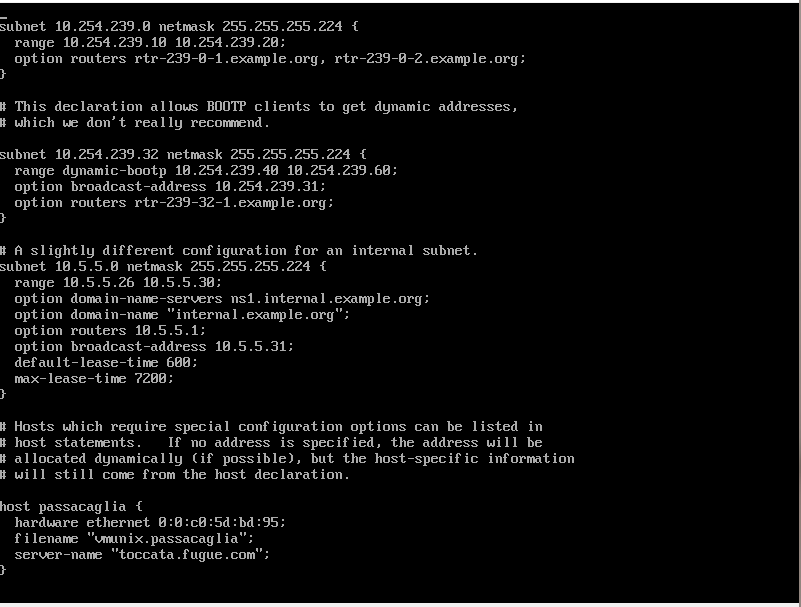 subnet 10.254.239.0 netmask 255.255.255.224 {
  range 10.254.239.10 10.254.239.20;
  option routers rtr-239-0-1.example.org, rtr-239-0-2.example.org;
}

# This declaration allows BOOTP clients to get dynamic addresses,
# which we don't really recommend.

subnet 10.254.239.32 netmask 255.255.255.224 {
  range dynamic-bootp 10.254.239.40 10.254.239.60;
  option broadcast-address 10.254.239.31;
  option routers rtr-239-32-1.example.org;
}

# A slightly different configuration for an internal subnet.
subnet 10.5.5.0 netmask 255.255.255.224 {
  range 10.5.5.26 10.5.5.30;
  option domain-name-servers ns1.internal.example.org;
  option domain-name "internal.example.org";
  option routers 10.5.5.1;
  option broadcast-address 10.5.5.31;
  default-lease-time 600;
  max-lease-time 7200;
}

# Hosts which require special configuration options can be listed in
# host statements.   If no address is specified, the address will be
# allocated dynamically (if possible), but the host-specific information
# will still come from the host declaration.

host passacaglia {
  hardware ethernet 0:0:c0:5d:bd:95;
  filename "vmunix.passacaglia";
  server-name "toccata.fugue.com";
}